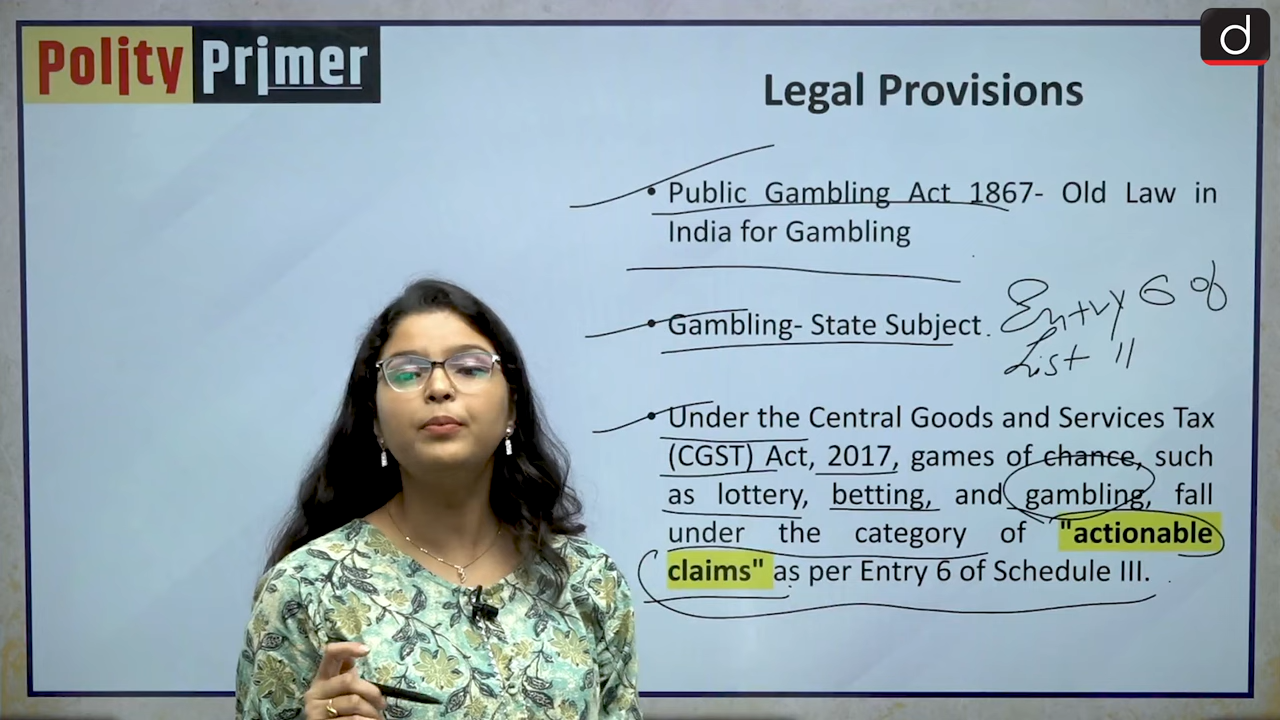 Polity Primer
d
Legal Provisions
• Public Gambling Act 1867- Old Law in
India for Gambling
• Gambling- State Subject.
Entry 6 of
List II
• Under the Central Goods and Services Tax
(CGST) Act, 2017, games of chance, such
as lottery, betting, and gambling, fall
under the category of "actionable
claims" as per Entry 6 of Schedule III.